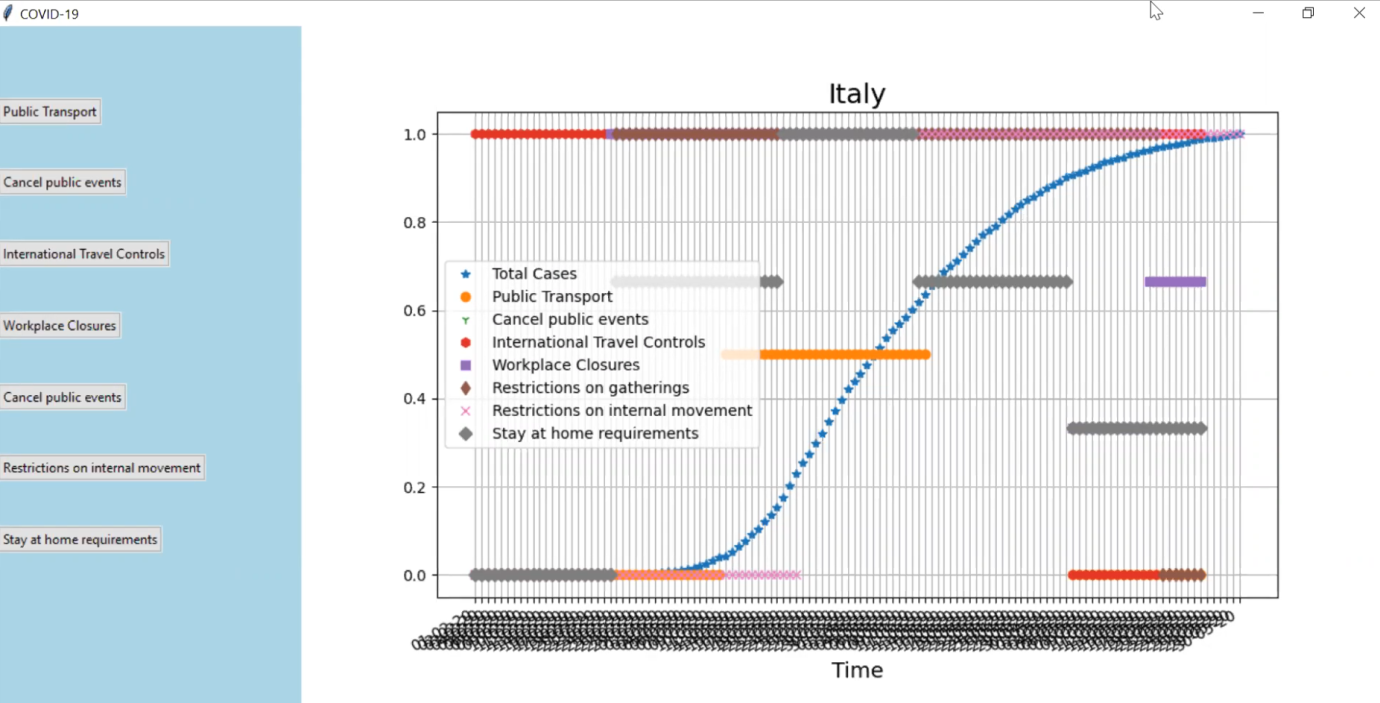 COVID-19
Public Transport
Cancel public events
International Travel Controls
Workplace Closures
Cancel public events
Restrictions on internal movement
Stay at home requirements
Italy
1.0
0.8
0.6
0.4
0.2
0.0
Total Cases
Public Transport
Cancel public events
International Travel Controls
Workplace Closures
Restrictions on gatherings
Restrictions on internal movement
Stay at home requirements
Time